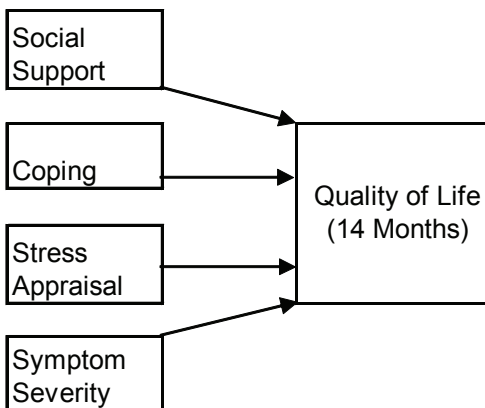 Social
Support
Coping
Quality of Life
(14 Months)
Stress
Appraisal
Symptom
Severity